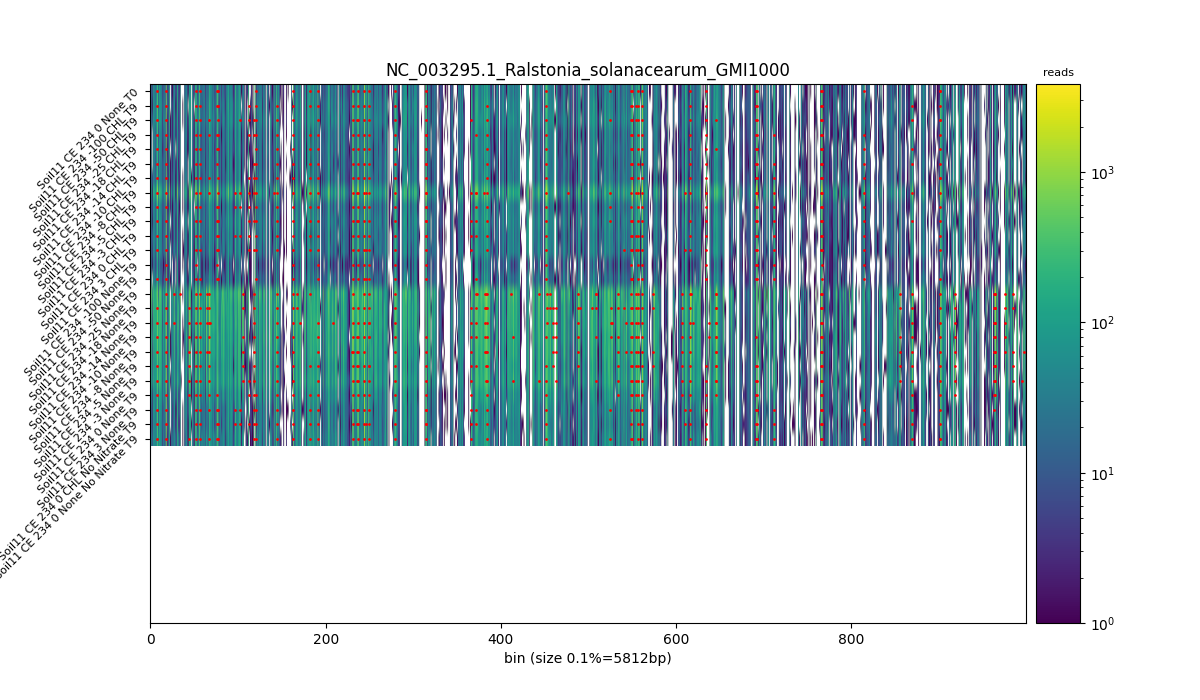 NC_003295.1_Ralstonia_solanacearum_GMI1000
reads
Soil11 CE 234 0 None T0
Soil11 CE 234 -100 CHL T9
Soil11 CE 234 -50 CHL T9
Soil11 CE 234 -25 CHL T9
Soil11 CE 234 -18 CHL T9
Soil11 CE 234 -14 CHL T9
Soil11 CE 234 -10 CHL T9
Soil11 CE 234 -8 CHL T9
Soil11 CE 234 -5 CHL T9
Soil11 CE 234 -3 CHL T9
Soil11 CE 234 0 CHL T9
Soil11 CE 234 3 CHL T9
Soil11 CE 234 -100 None T9
Soil11 CE 234 -50 None T9
Soil11 CE 234 -25 None T9
Soil11 CE 234 -18 None T9
Soil11 CE 234 -14 None T9
Soil11 CE 234 -10 None T9
Soil11 CE 234 -8 None T9
Soil11 CE 234 -5 None T9
Soil11 CE 234 -3 None T9
Soil11 CE 234 0 None T9
Soil11 CE 234 3 None T9
Soil11 CE 234 0 CHL No Nitrate T9
Soil11 CE 234 0 None No Nitrate T9
10³
10²
10¹
10⁰
0 200 400 600 800
bin (size 0.1%=5812bp)